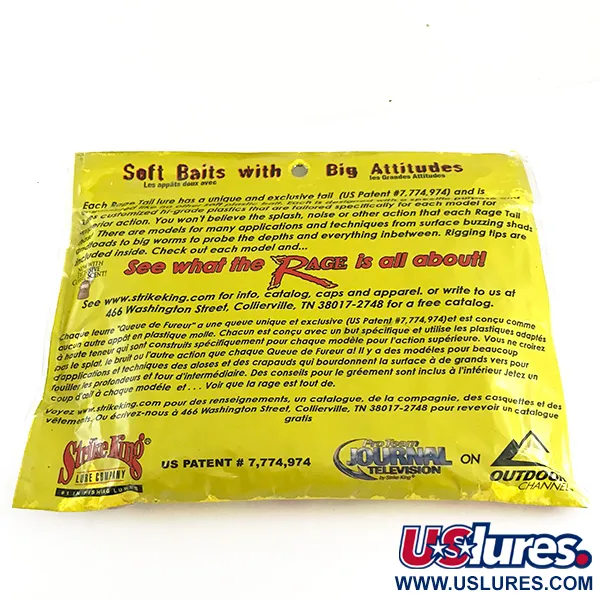 Soft Baits with Big Attitudes
Les appâts doux avec les Grandes Attitudes
Each Rage Tail lure has a unique and exclusive tail (US Patent #7,774,974) and is
customized hi-grade plastics that are tailored specifically for each model for
action. You won't believe the splash, noise or other action that each Rage Tail
There are models for many applications and techniques from surface buzzing shads
toads to big worms to probe the depths and everything inbetween. Rigging tips are
included inside. Check out each model and...
See what the RAGE is all about!
See www.strikeking.com for info, catalog, caps and apparel. or write to us at
466 Washington Street, Collierville, TN 38017-2748 for a free catalog.
Chaque leurre "Queue de Fureur" a une queue unique et exclusive (US Patent #7,774,974)et est conçu comme
aucun autre appât en plastique molle. Chacun est conçu avec un but spécifique et utilise les plastiques adaptés
à haute teneur qui sont construits spécifiquement pour chaque modèle pour l'action supérieure. Vous ne croirez
pas le splat, le bruit ou l'autre action que chaque Queue de Fureur a! Il y a des modèles pour beaucoup
d'applications et techniques des aloses et des crapauds qui bourdonnent la surface à de grands vers pour
fouiller les profondeurs et tour d'intermédiaire. Des conseils pour le gréement sont inclus à l'intérieur Jetez un
coup d'œil à chaque modèle et . . . Voir que la rage est tout de.
Voyez www.strikeking.com pour des renseignements, un catalogue, de la compagnie, des casquettes et des
vêtements, Ou écrivez-nous à 466 Washington Street, Collierville, TN 38017-2748 pour revevoir un catalogue
gratis
Strike King®
LURE COMPANY
#1 IN FISHING LURES
US PATENT # 7,774,974
Pro Team
JOURNAL
TELEVISION
by Strike King®
ON
OUTDOOR
CHANNEL
US lures.
WWW.USLURES.COM